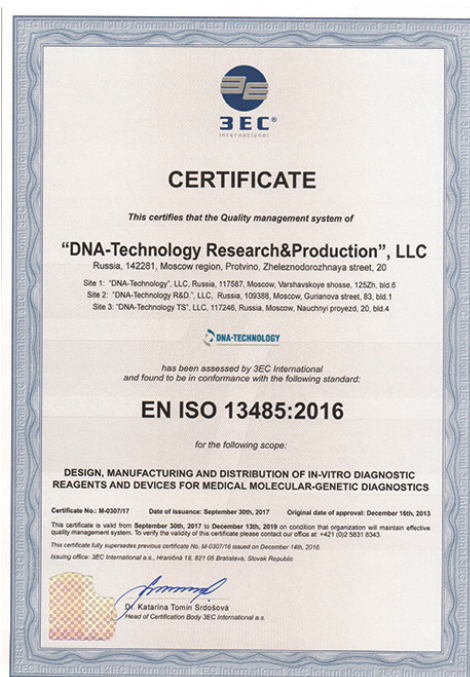 3EC International 3EC International 3EC International 3EC International 3EC International
3EC®
international
CERTIFICATE
This certifies that the Quality management system of
“DNA-Technology Research&Production”, LLC
Russia, 142281, Moscow region, Protvino, Zheleznodorozhnaya street, 20
Site 1: “DNA-Technology”, LLC, Russia, 117587, Moscow, Varshavskoye shosse, 125Zh, bld.6
Site 2: “DNA-Technology R&D.”, LLC, Russia, 109388, Moscow, Gurianova street, 83, bld.1
Site 3: “DNA-Technology TS”, LLC, 117246, Russia, Moscow, Nauchnyi proyezd, 20, bld.4
DNA-TECHNOLOGY
has been assessed by 3EC International
and found to be in conformance with the following standard:
EN ISO 13485:2016
for the following scope:
DESIGN, MANUFACTURING AND DISTRIBUTION OF IN-VITRO DIAGNOSTIC
REAGENTS AND DEVICES FOR MEDICAL MOLECULAR-GENETIC DIAGNOSTICS
Certificate No.: M-0307/17 Date of issuance: September 30th, 2017 Original date of approval: December 16th, 2013
This certificate is valid from September 30th, 2017 to December 13th, 2019 on condition that organization will maintain effective
quality management system. To verify the validity of this certificate please contact our office at: +421 (0)2 5831 8343.
This certificate fully supersedes previous certificate No. M-0307/16 issued on December 14th, 2016.
Issuing office: 3EC International a.s., Hraničná 18, 821 05 Bratislava, Slovak Republic
Dr. Katarína Tomin Srdošová
Head of Certification Body 3EC International a.s.